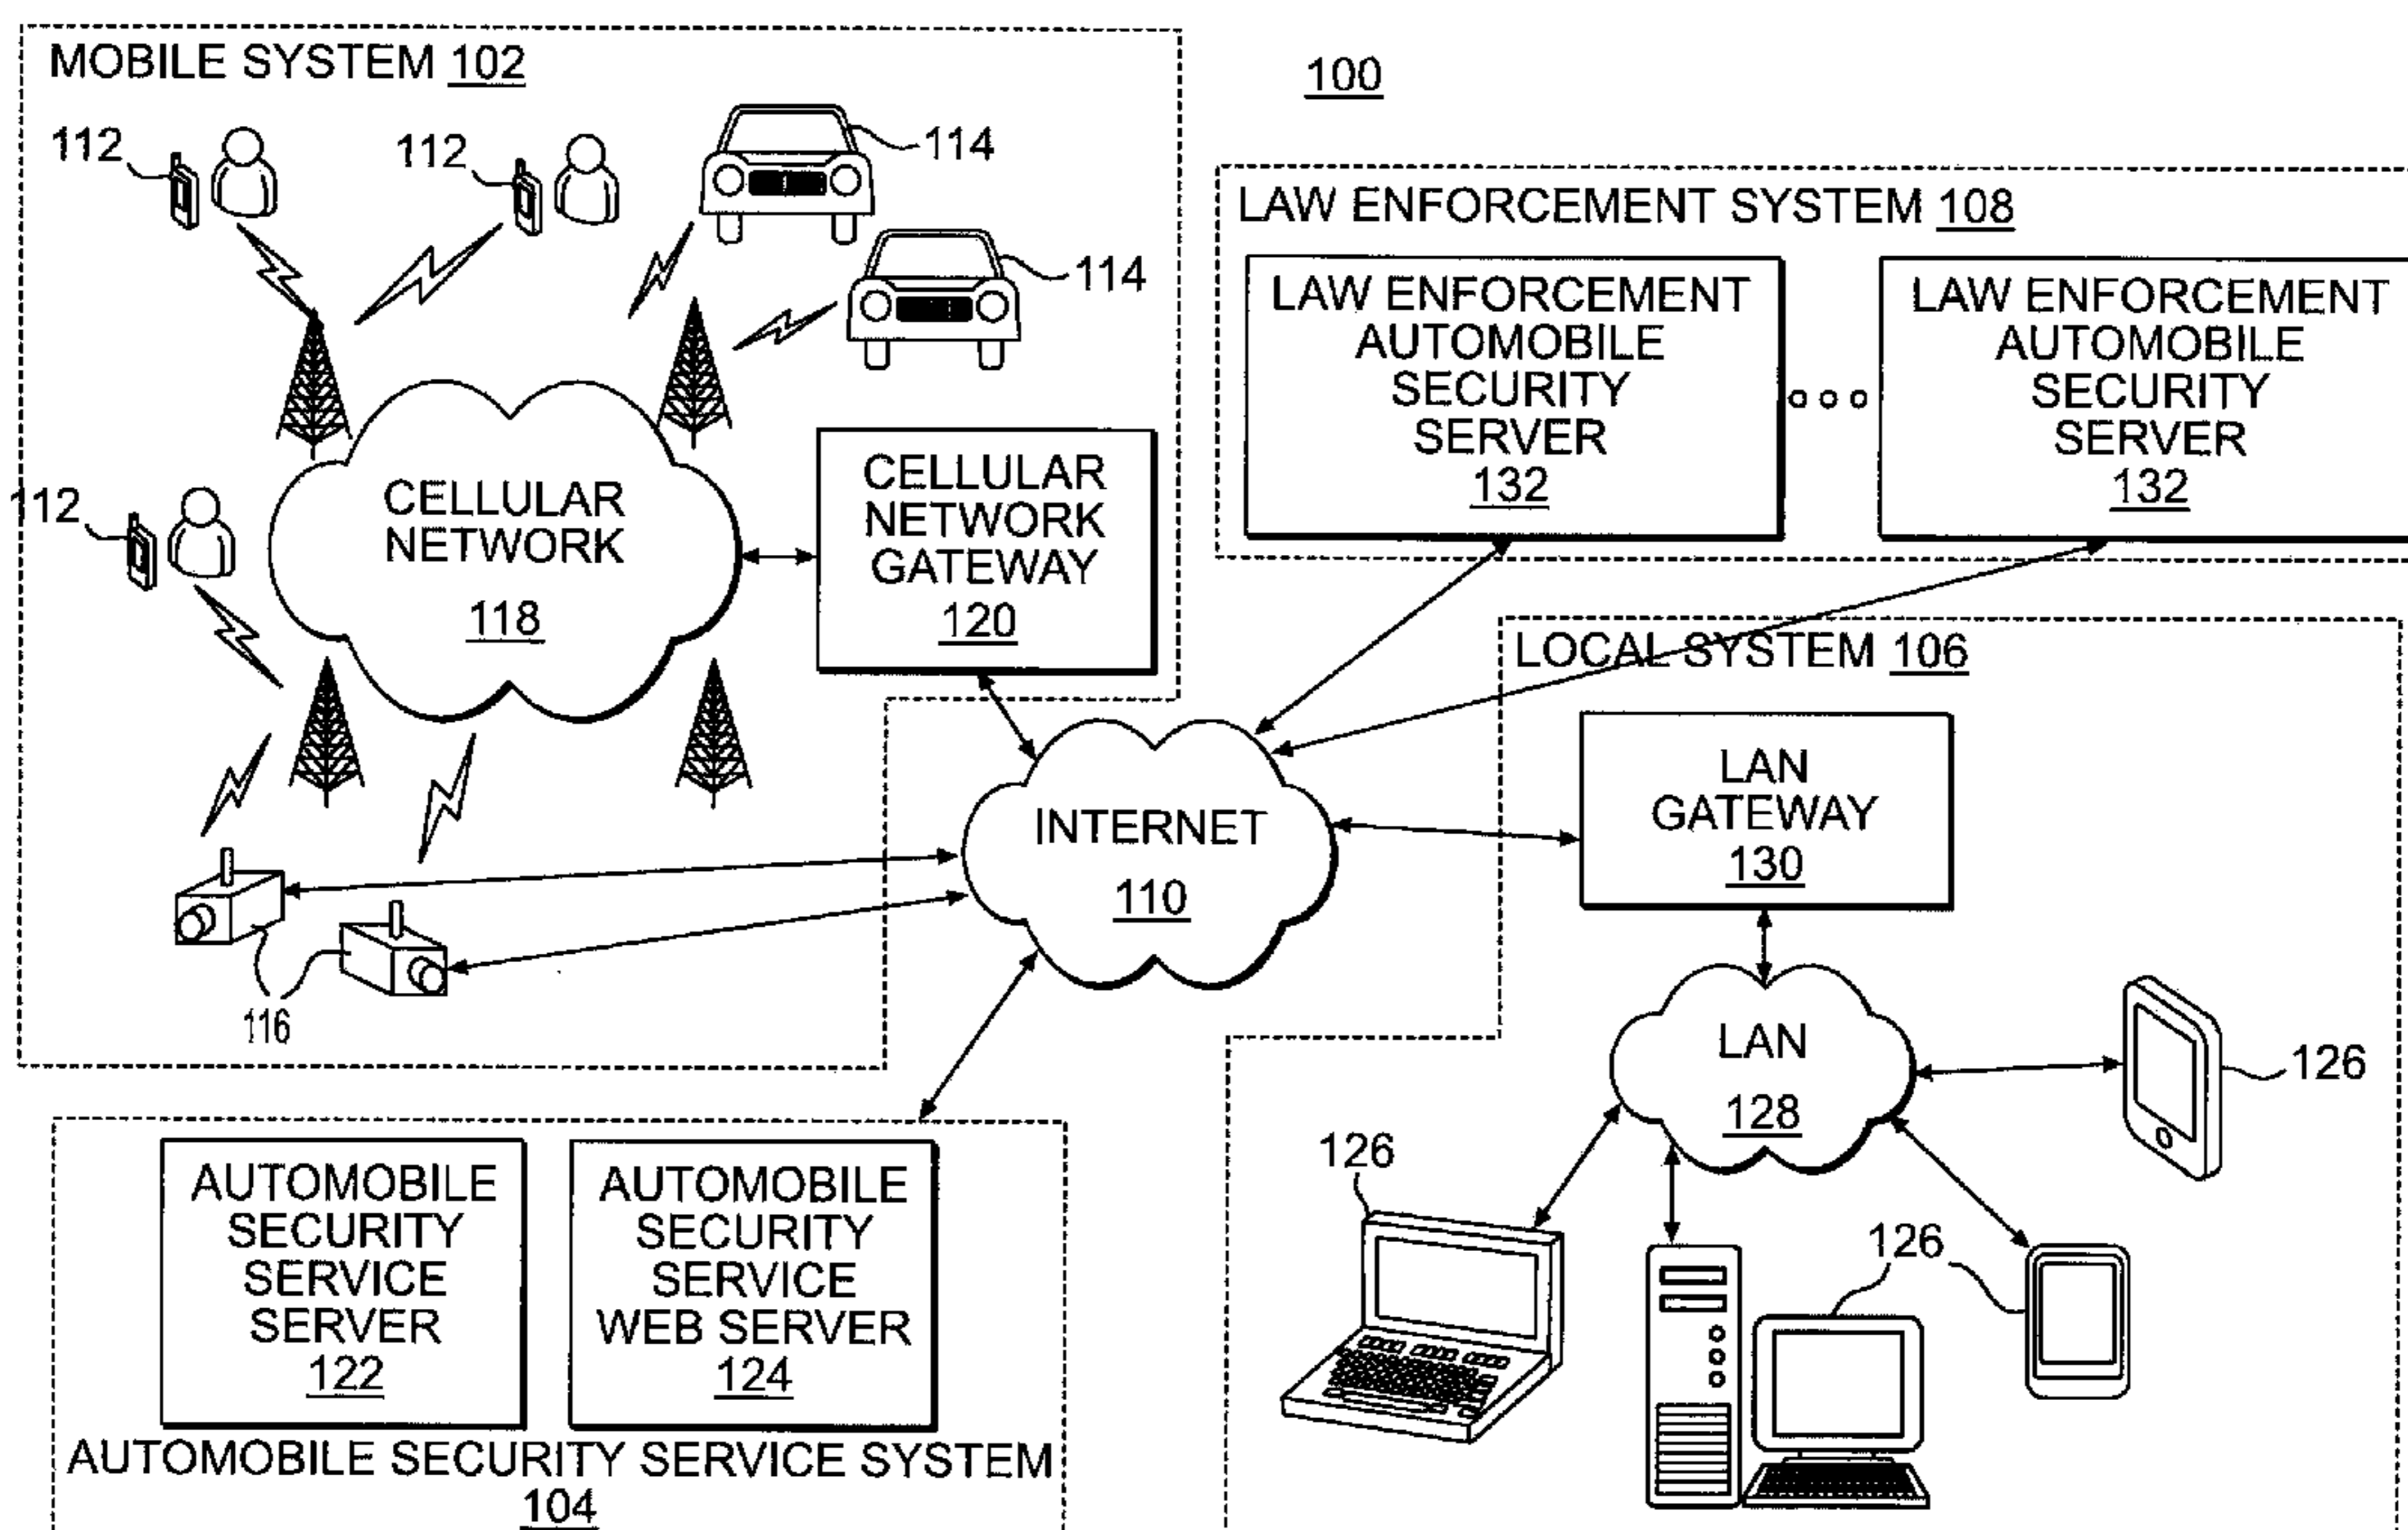 MOBILE SYSTEM 102
100
112
112
114
114
112
CELLULAR
NETWORK
118
CELLULAR
NETWORK
GATEWAY
120
116
LAW ENFORCEMENT SYSTEM 108
LAW ENFORCEMENT
AUTOMOBILE
SECURITY
SERVER
132
LAW ENFORCEMENT
AUTOMOBILE
SECURITY
SERVER
132
INTERNET
110
LOCAL SYSTEM 106
LAN
GATEWAY
130
LAN
128
126
126
126
AUTOMOBILE
SECURITY
SERVICE
SERVER
122
AUTOMOBILE
SECURITY
SERVICE
WEB SERVER
124
AUTOMOBILE SECURITY SERVICE SYSTEM
104